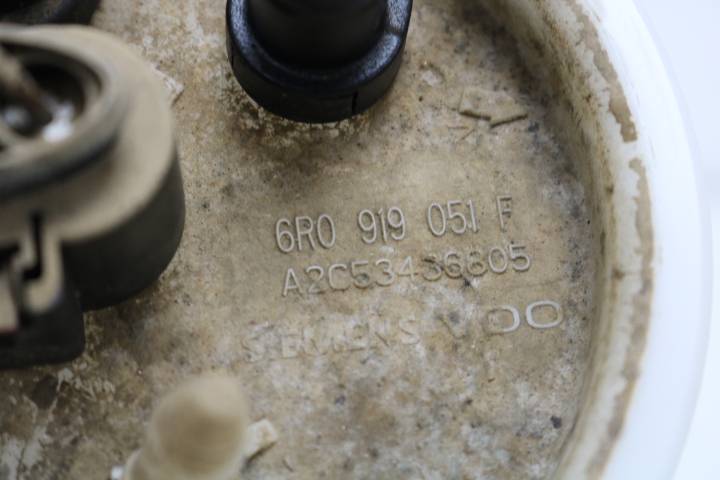 6R0 919 051 F
A2C53436805
SIEMENS VDO